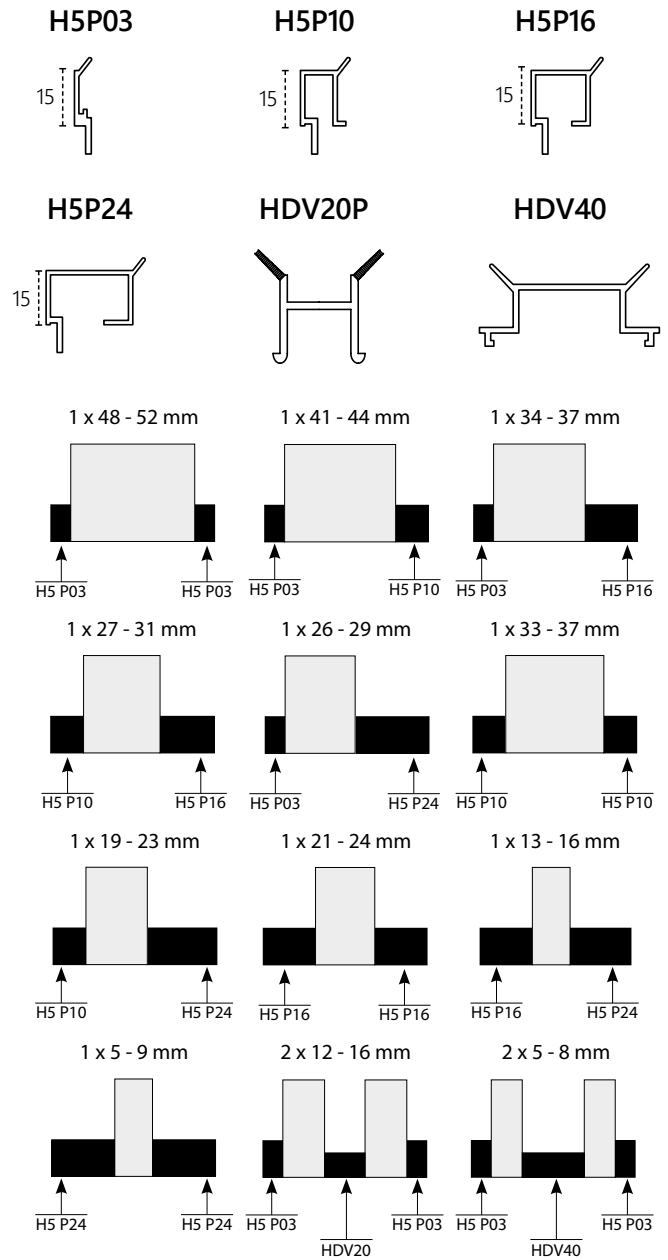 H5P03 H5P10 H5P16
15 15 15
H5P24 HDV20P HDV40
15
1 x 48 - 52 mm 1 x 41 - 44 mm 1 x 34 - 37 mm
H5 P03 H5 P03 H5 P03 H5 P10 H5 P03 H5 P16
1 x 27 - 31 mm 1 x 26 - 29 mm 1 x 33 - 37 mm
H5 P10 H5 P16 H5 P03 H5 P24 H5 P10 H5 P10
1 x 19 - 23 mm 1 x 21 - 24 mm 1 x 13 - 16 mm
H5 P10 H5 P24 H5 P16 H5 P16 H5 P16 H5 P24
1 x 5 - 9 mm 2 x 12 - 16 mm 2 x 5 - 8 mm
H5 P24 H5 P24 H5 P03 H5 P03 H5 P03 H5 P03
HDV20 HDV40